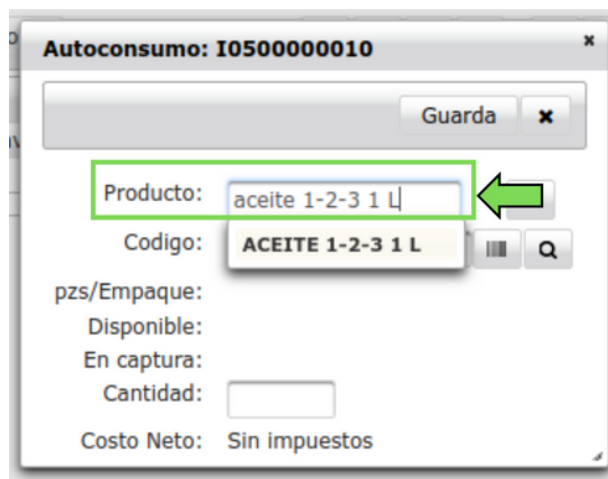 Autoconsumo: I0500000010
Guarda
Producto: aceite 1-2-3 1 L
Codigo: ACEITE 1-2-3 1 L
pzs/Empaque:
Disponible:
En captura:
Cantidad:
Costo Neto: Sin impuestos